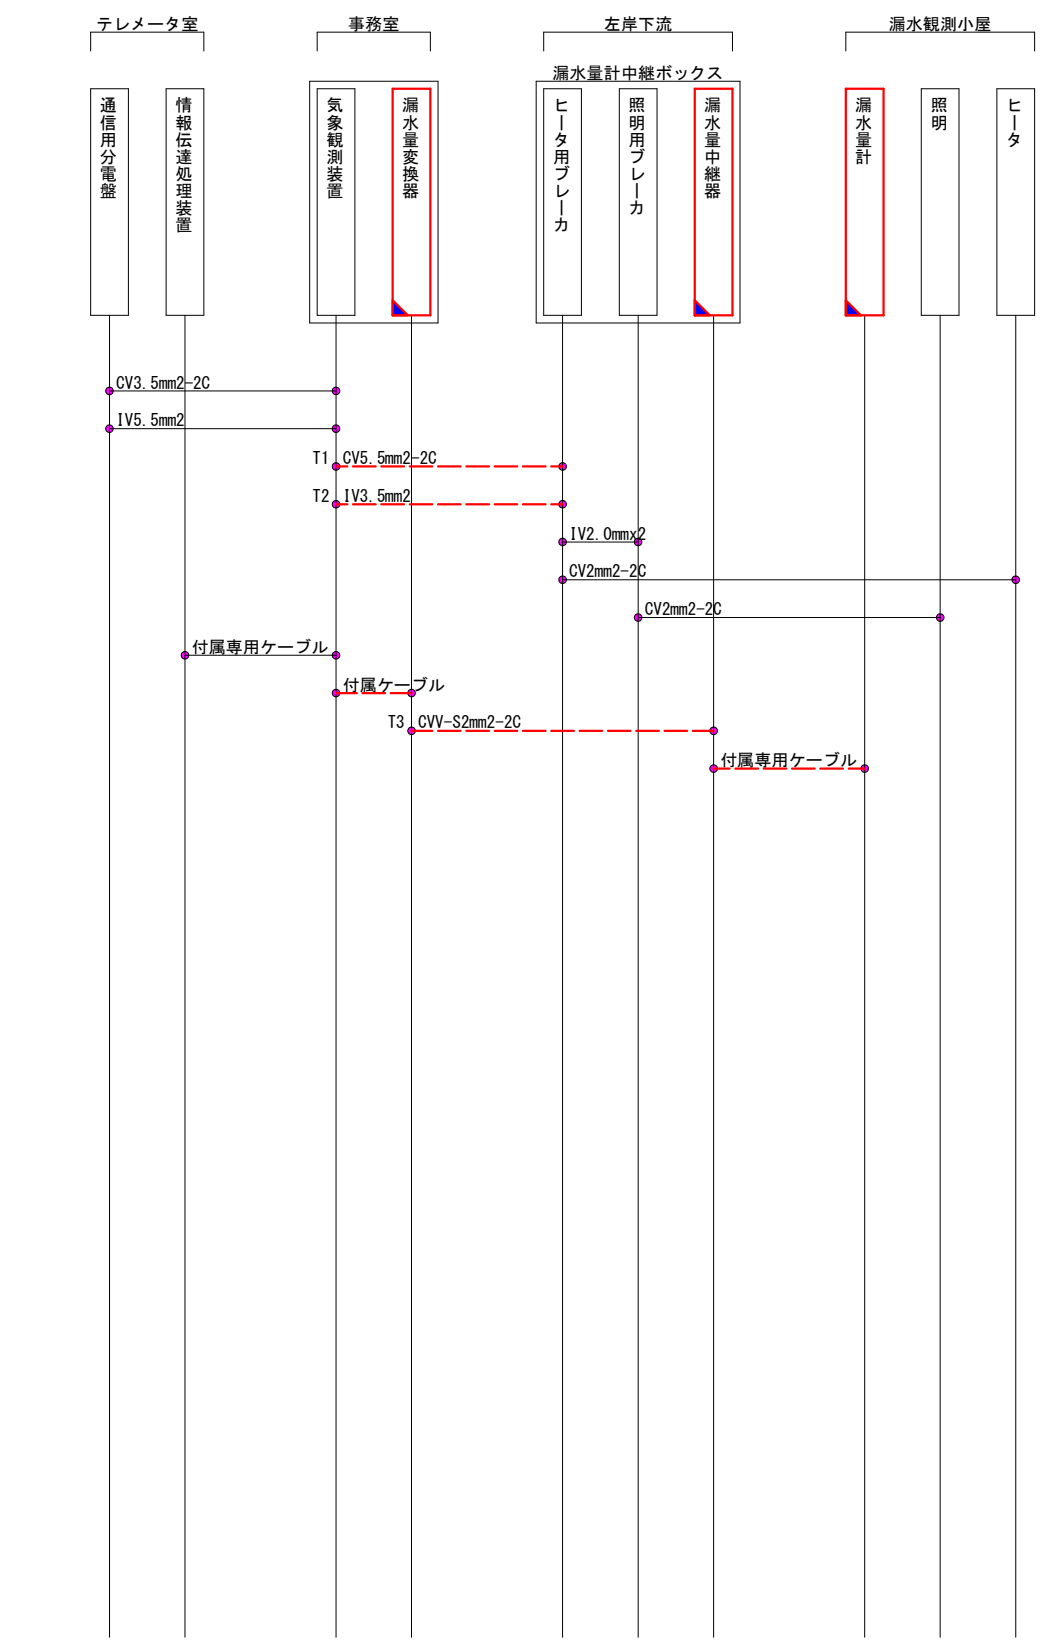 テレメータ室
事務室
左岸下流
漏水観測小屋
漏水量計中継ボックス
通信用分電盤
情報伝達処理装置
気象観測装置
漏水量変換器
ヒータ用ブレーカ
照明用ブレーカ
漏水量中継器
漏水量計
照明
ヒータ
CV3.5mm2-2C
IV5.5mm2
T1 CV5.5mm2-2C
T2 IV3.5mm2
IV2.0mmx2
CV2mm2-2C
CV2mm2-2C
付属専用ケーブル
付属ケーブル
T3 CVV-S2mm2-2C
付属専用ケーブル